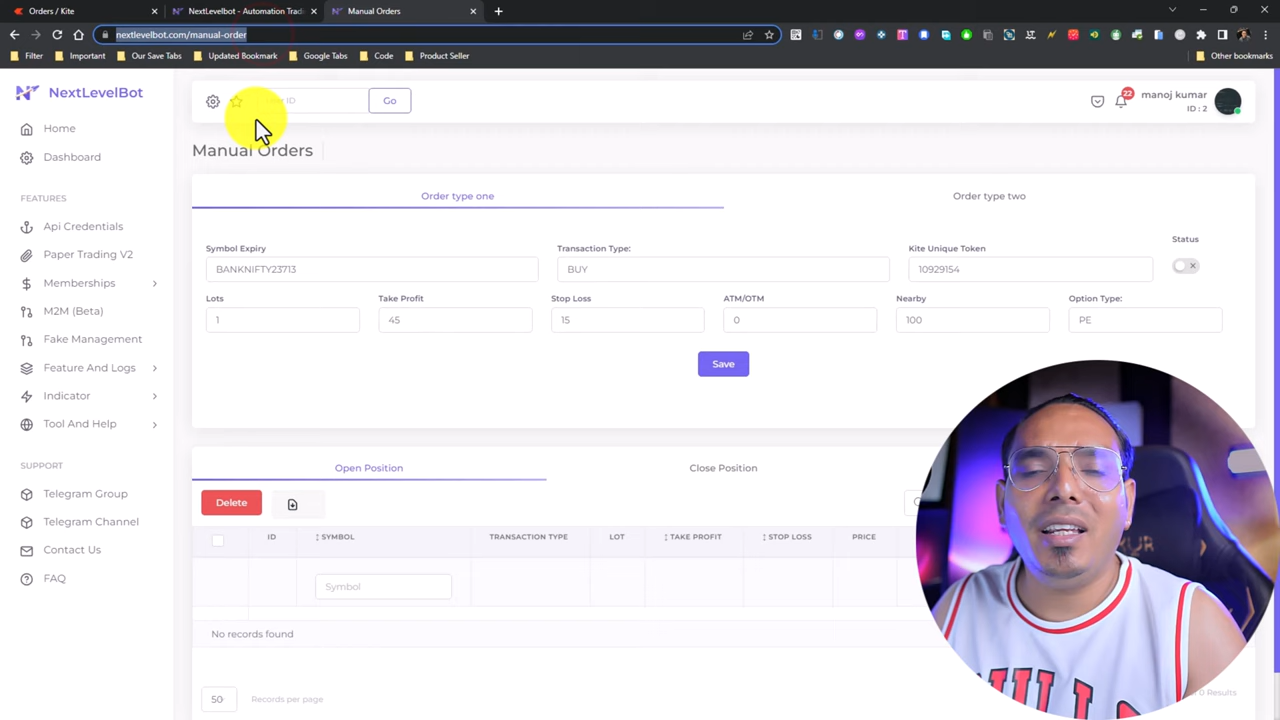 Orders / Kite
NextLevelBot - Automation Tradi
Manual Orders
nextlevelbot.com/manual-order
Filter
Important
Our Save Tabs
Updated Bookmark
Google Tabs
Code
Product Seller
Other bookmarks
NextLevelBot
Home
Dashboard
FEATURES
Api Credentials
Paper Trading V2
Memberships
M2M (Beta)
Fake Management
Feature And Logs
Indicator
Tool And Help
SUPPORT
Telegram Group
Telegram Channel
Contact Us
FAQ
ID
Go
22
manoj kumar
ID : 2
Manual Orders
Order type one
Order type two
Symbol Expiry
Transaction Type:
Kite Unique Token
Status
BANKNIFTY23713
BUY
10929154
Lots
Take Profit
Stop Loss
ATM/OTM
Nearby
Option Type:
1
45
15
0
100
PE
Save
Open Position
Close Position
Delete
ID
SYMBOL
TRANSACTION TYPE
LOT
TAKE PROFIT
STOP LOSS
PRICE
Symbol
No records found
50
Records per page
0 Results